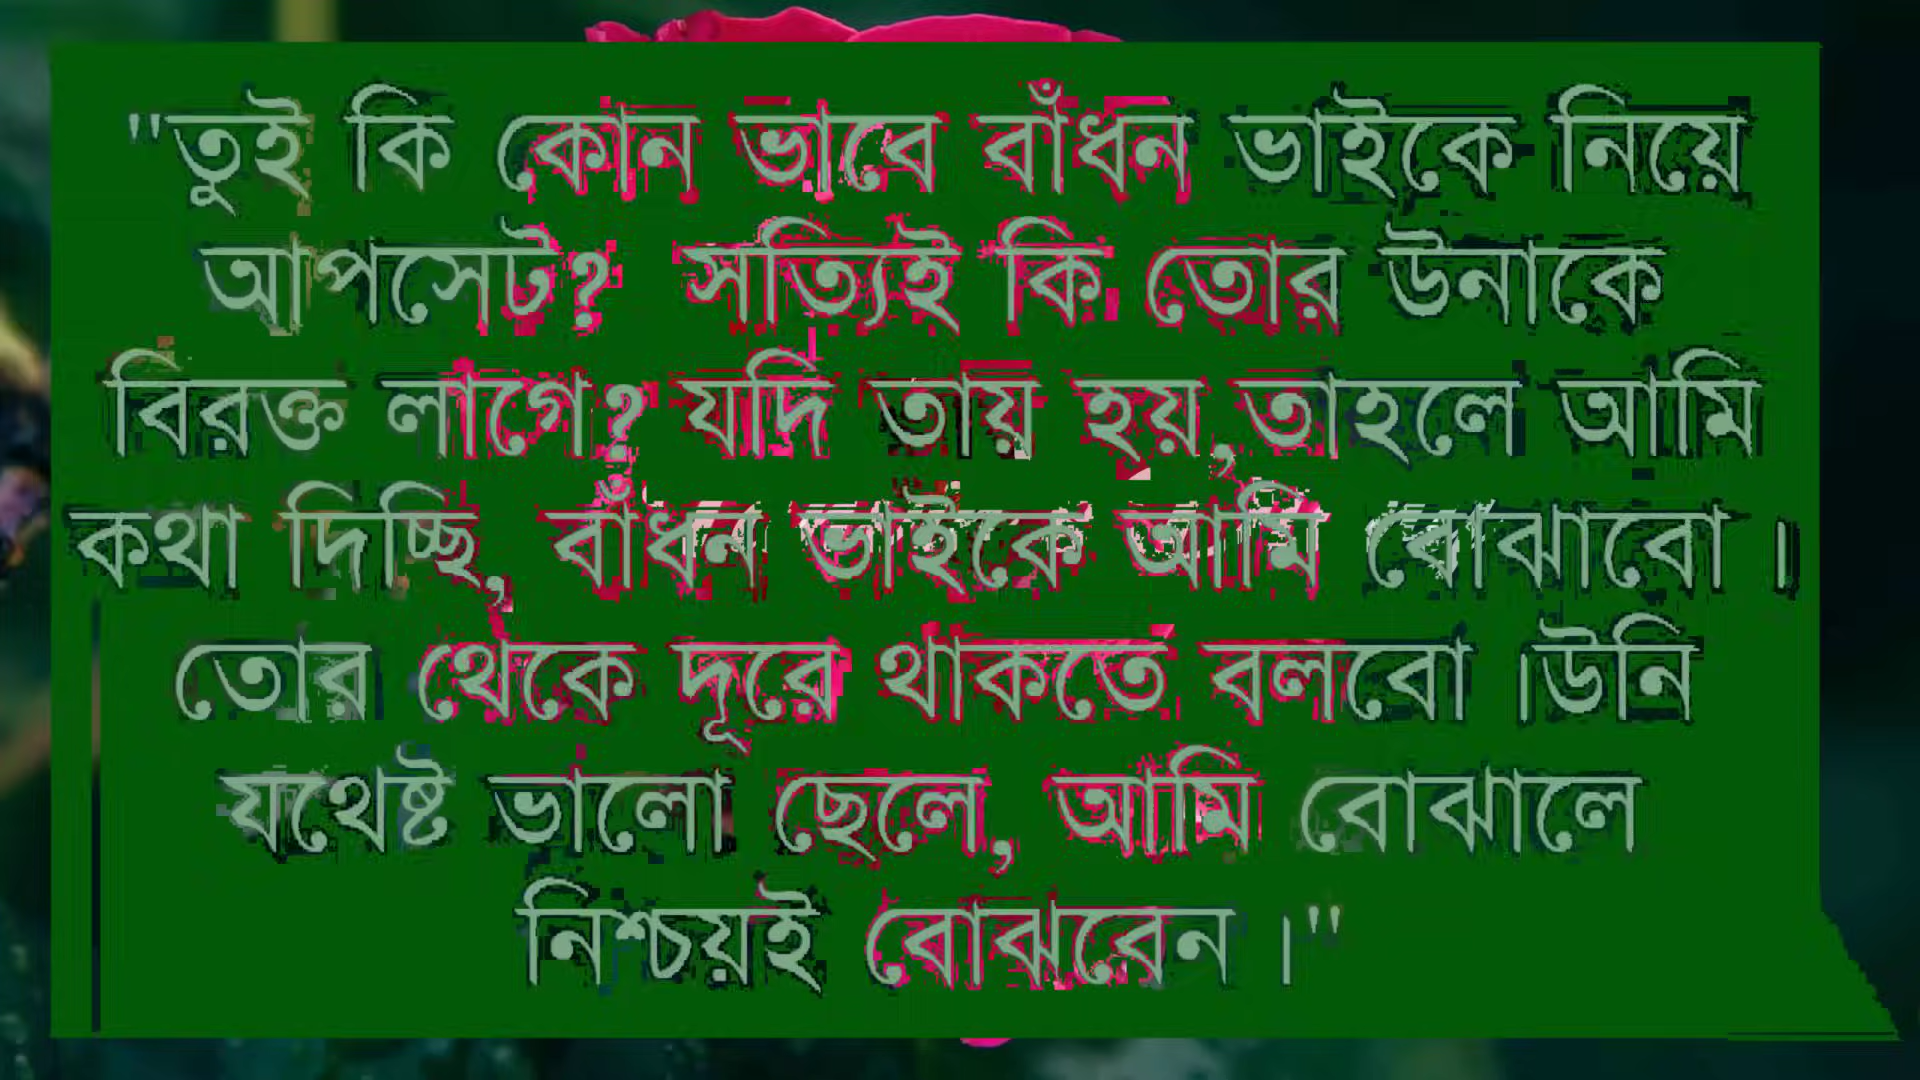 "তুই কি কোন ভাবে বাঁধন ভাইকে নিয়ে
আপসেট? সত্যিই কি তোর উনাকে
বিরক্ত লাগে? যদি তায় হয়,তাহলে আমি
কথা দিচ্ছি, বাঁধন ভাইকে আমি বোঝাবো ।
তোর থেকে দূরে থাকতে বলবো ।উনি
যথেষ্ট ভালো ছেলে, আমি বোঝালে
নিশ্চয়ই বোঝবেন ।"